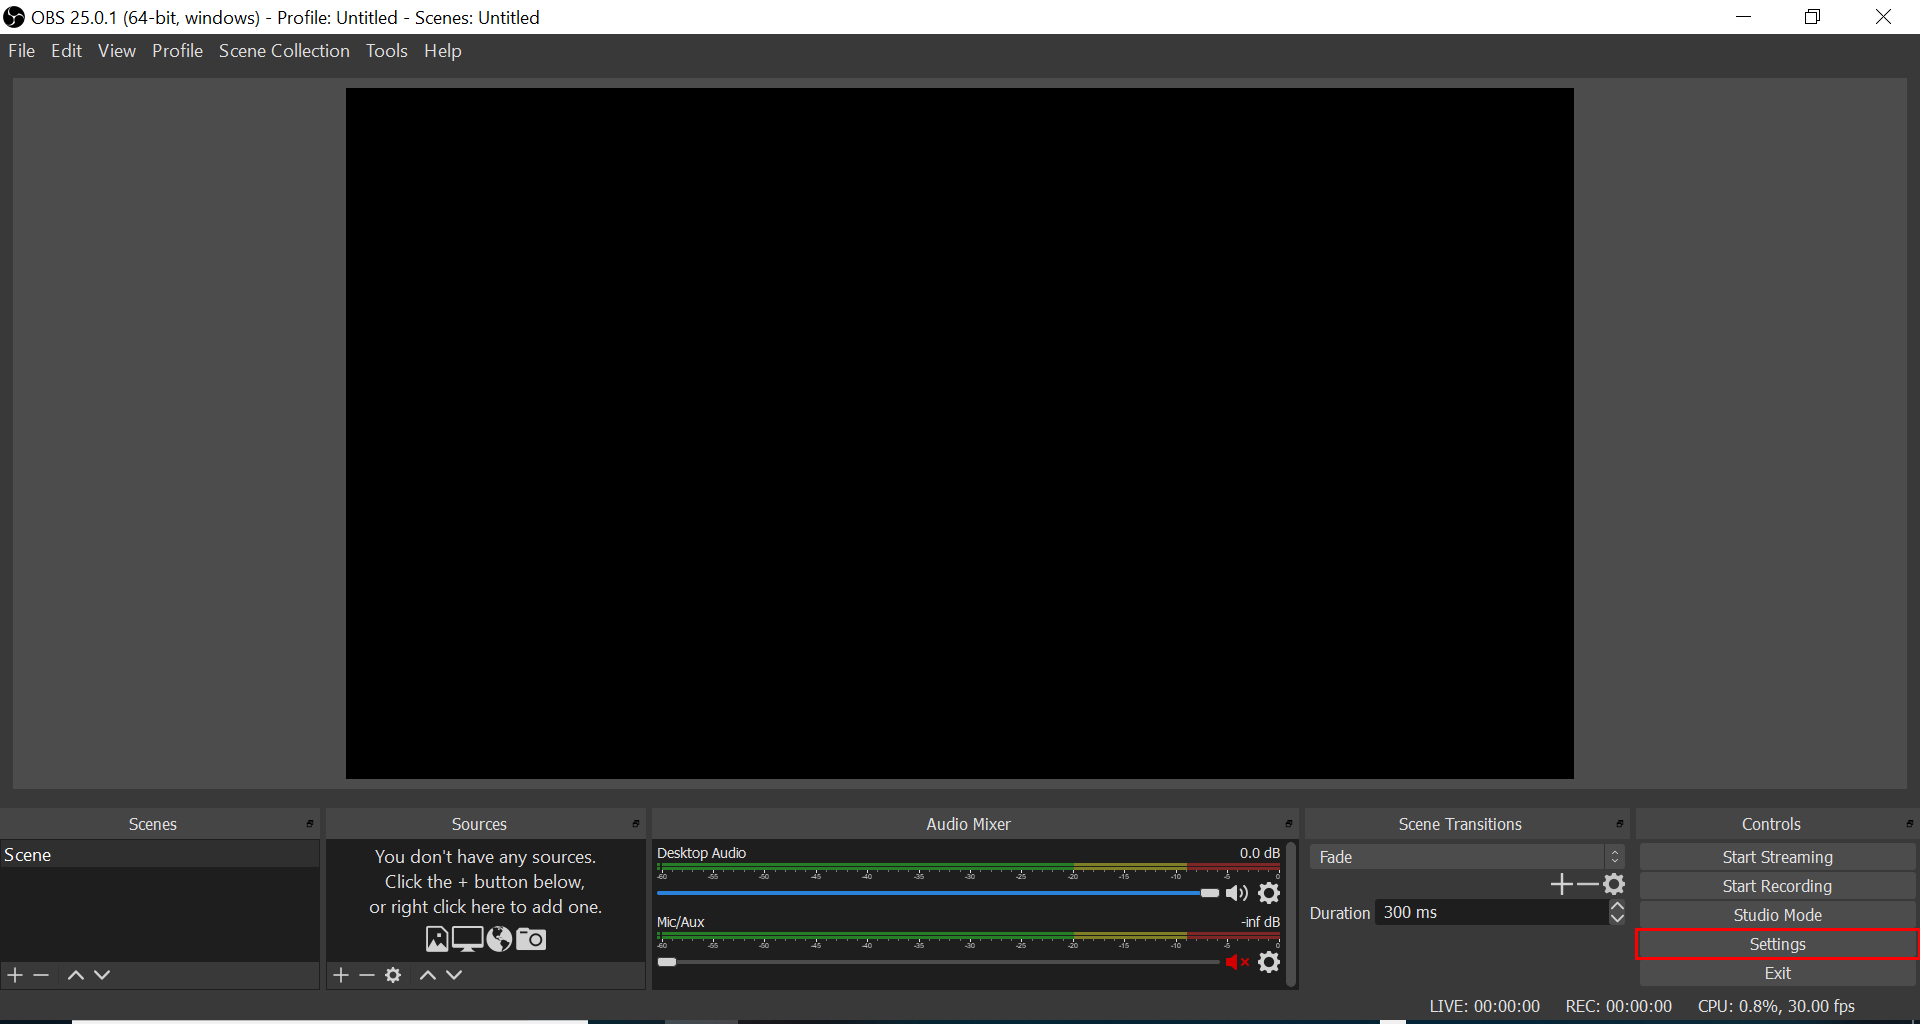 OBS 25.0.1 (64-bit, windows) - Profile: Untitled - Scenes: Untitled
File Edit View Profile Scene Collection Tools Help
Scenes
Scene
Sources
You don't have any sources.
Click the + button below,
or right click here to add one.
Audio Mixer
Desktop Audio 0.0 dB
-60 -55 -50 -45 -40 -35 -30 -25 -20 -15 -10 -5 0
Mic/Aux -inf dB
-60 -55 -50 -45 -40 -35 -30 -25 -20 -15 -10 -5 0
Scene Transitions
Fade
Duration 300 ms
Controls
Start Streaming
Start Recording
Studio Mode
Settings
Exit
LIVE: 00:00:00 REC: 00:00:00 CPU: 0.8%, 30.00 fps